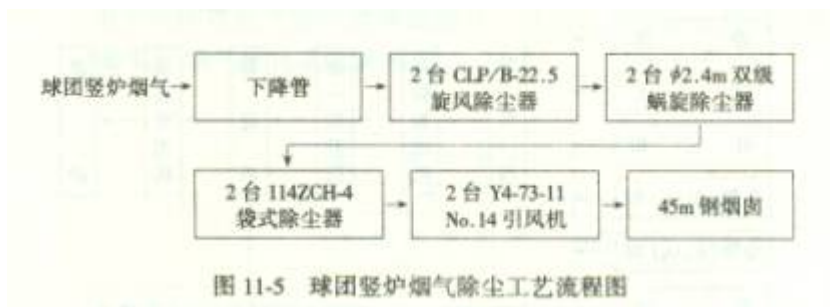 球团竖炉烟气
下降管
2 台 CLP/B-22.5
旋风除尘器
2 台 ϕ2.4m 双级
蜗旋除尘器
2 台 114ZCH-4
袋式除尘器
2 台 Y4-73-11
No.14 引风机
45m 钢烟囱
图 11-5 球团竖炉烟气除尘工艺流程图